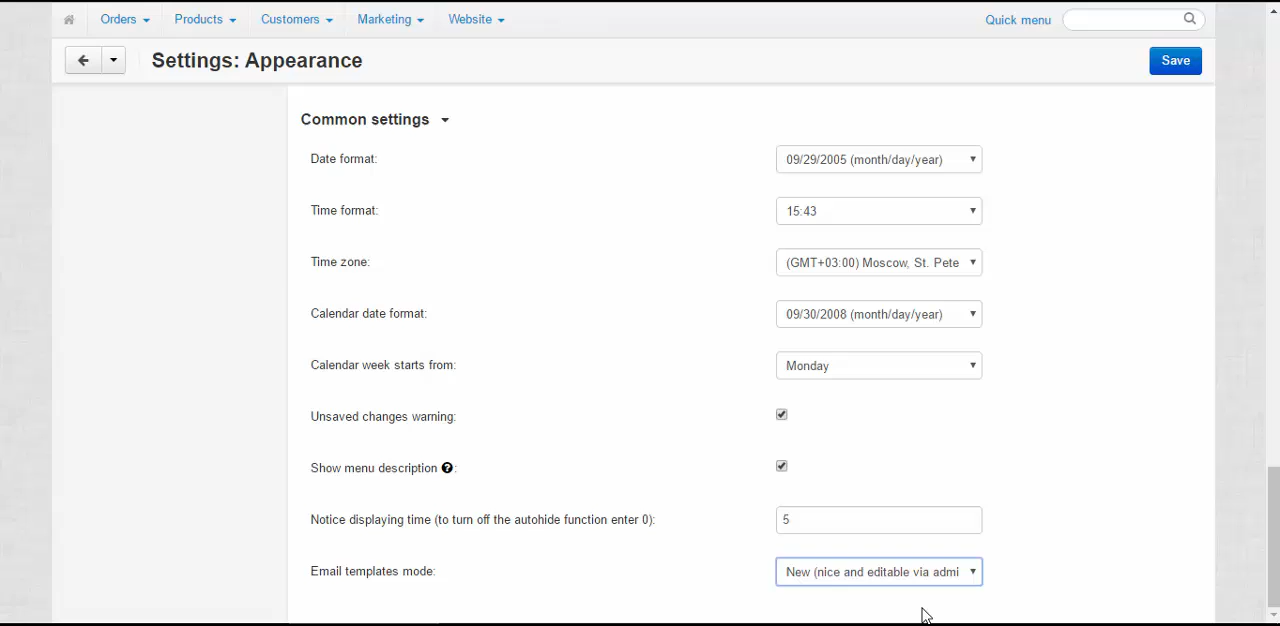 Orders Products Customers Marketing Website Quick menu
Settings: Appearance Save
Common settings
Date format: 09/29/2005 (month/day/year)
Time format: 15:43
Time zone: (GMT+03:00) Moscow, St. Pete
Calendar date format: 09/30/2008 (month/day/year)
Calendar week starts from: Monday
Unsaved changes warning:
Show menu description ?:
Notice displaying time (to turn off the autohide function enter 0): 5
Email templates mode: New (nice and editable via admi